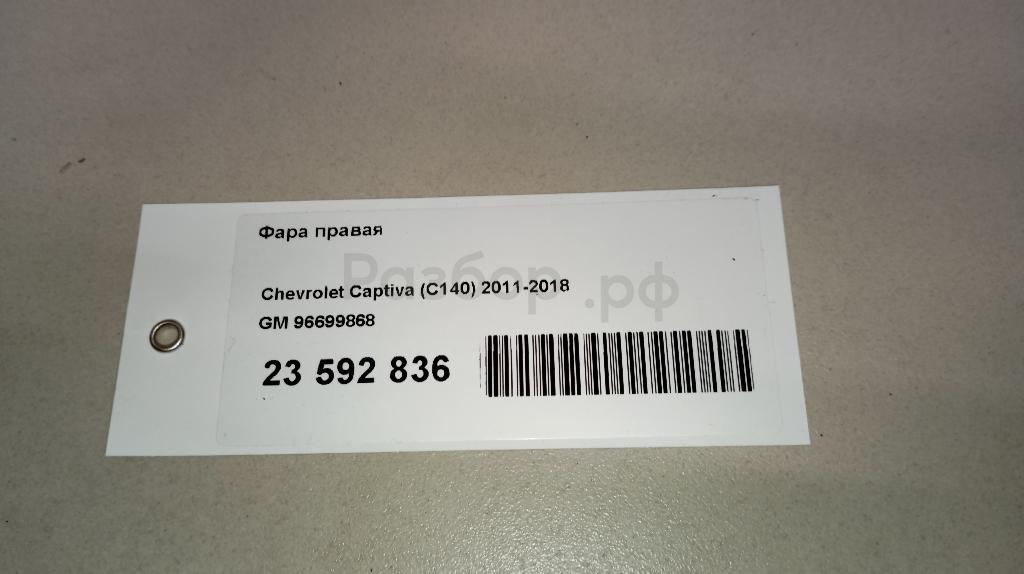 Фара правая
Разбор.рф
Chevrolet Captiva (C140) 2011-2018
GM 96699868
23 592 836